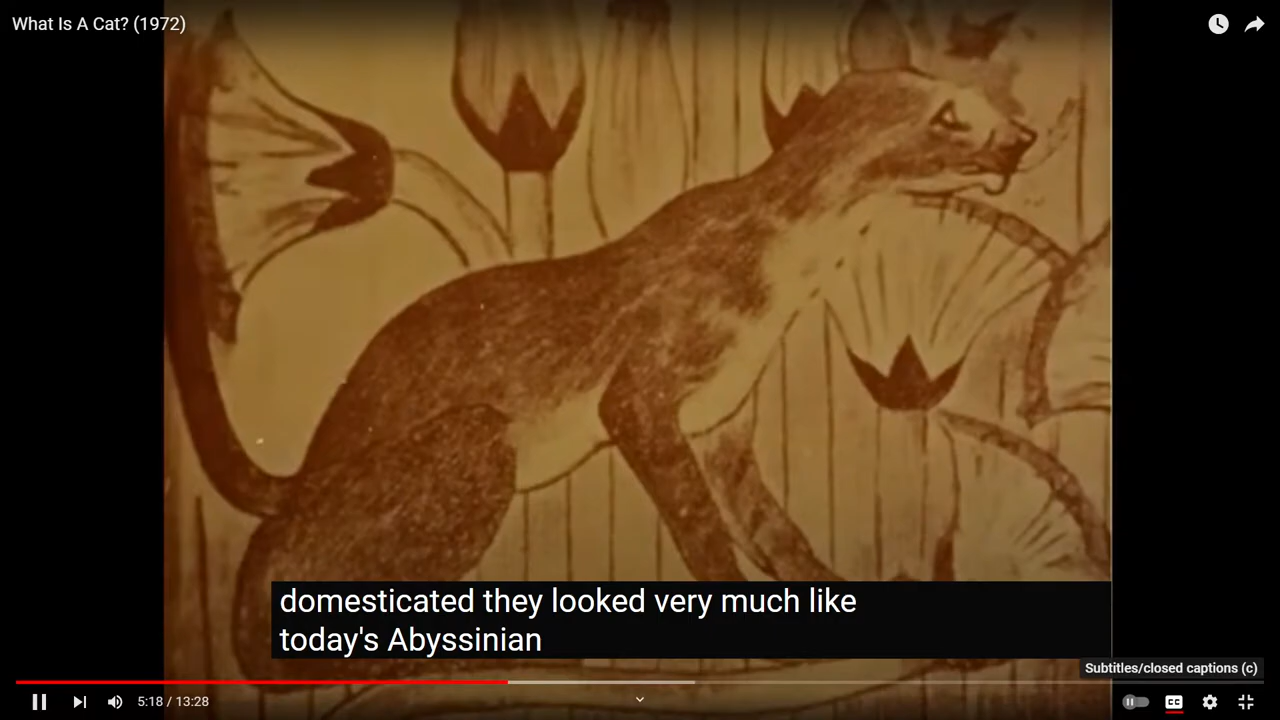 What Is A Cat? (1972)
domesticated they looked very much like
today's Abyssinian
Subtitles/closed captions (c)
5:18 / 13:28
CC